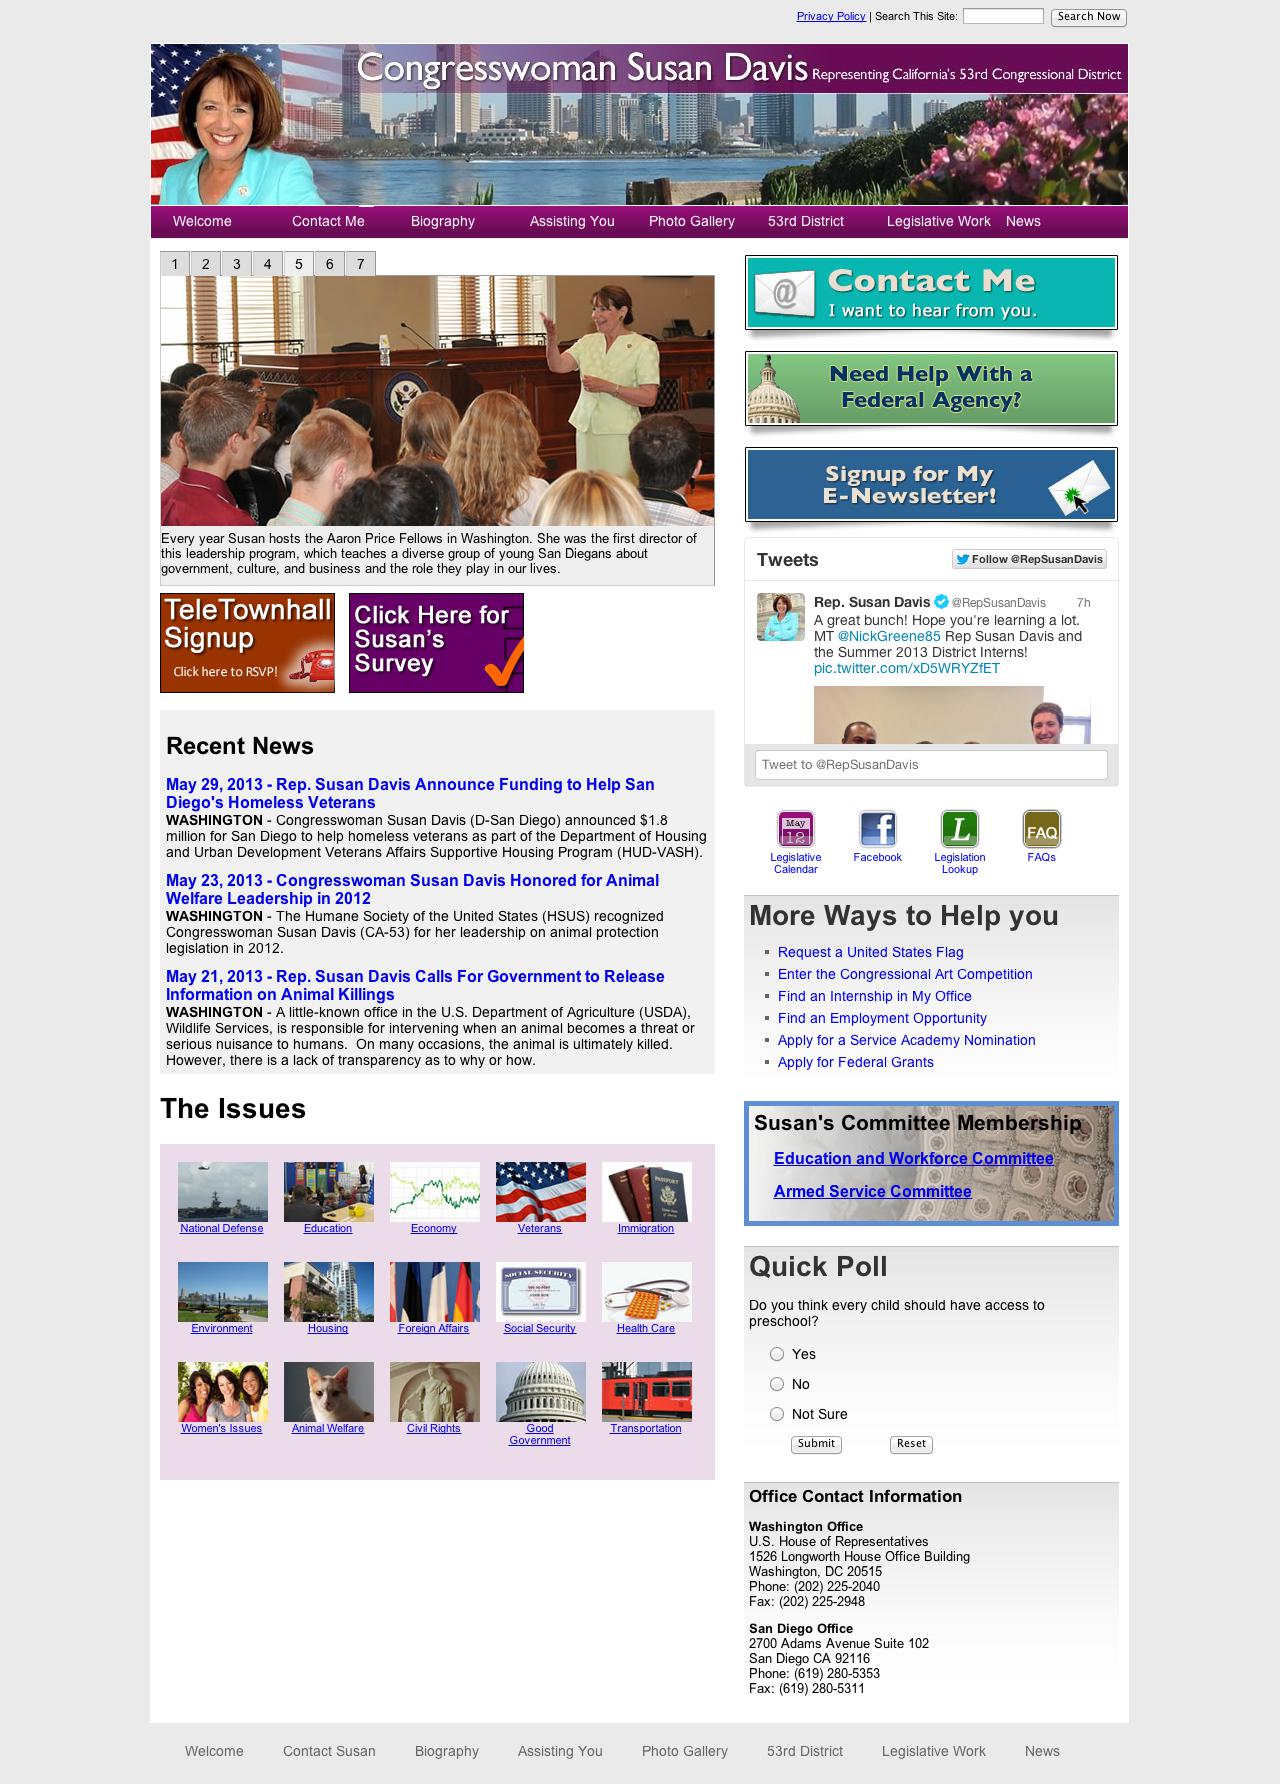 Privacy Policy | Search This Site: Search Now
Congresswoman Susan Davis Representing California's 53rd Congressional District
Welcome Contact Me Biography Assisting You Photo Gallery 53rd District Legislative Work News
1 2 3 4 5 6 7
Every year Susan hosts the Aaron Price Fellows in Washington. She was the first director of
this leadership program, which teaches a diverse group of young San Diegans about
government, culture, and business and the role they play in our lives.
TeleTownhall
Signup
Click here to RSVP!
Click Here for
Susan's
Survey
Recent News
May 29, 2013 - Rep. Susan Davis Announce Funding to Help San
Diego's Homeless Veterans
WASHINGTON - Congresswoman Susan Davis (D-San Diego) announced $1.8
million for San Diego to help homeless veterans as part of the Department of Housing
and Urban Development Veterans Affairs Supportive Housing Program (HUD-VASH).
May 23, 2013 - Congresswoman Susan Davis Honored for Animal
Welfare Leadership in 2012
WASHINGTON - The Humane Society of the United States (HSUS) recognized
Congresswoman Susan Davis (CA-53) for her leadership on animal protection
legislation in 2012.
May 21, 2013 - Rep. Susan Davis Calls For Government to Release
Information on Animal Killings
WASHINGTON - A little-known office in the U.S. Department of Agriculture (USDA),
Wildlife Services, is responsible for intervening when an animal becomes a threat or
serious nuisance to humans.  On many occasions, the animal is ultimately killed.
However, there is a lack of transparency as to why or how.
The Issues
PASSPORT
National Defense Education Economy Veterans Immigration
SOCIAL SECURITY
Environment Housing Foreign Affairs Social Security Health Care
Women's Issues Animal Welfare Civil Rights Good Transportation
Government
@ Contact Me
I want to hear from you.
Need Help With a
Federal Agency?
Signup for My
E-Newsletter!
Tweets Follow @RepSusanDavis
Rep. Susan Davis @RepSusanDavis 7h
A great bunch! Hope you're learning a lot.
MT @NickGreene85 Rep Susan Davis and
the Summer 2013 District Interns!
pic.twitter.com/xD5WRYZfET
Tweet to @RepSusanDavis
May
12 f L FAQ
Legislative Facebook Legislation FAQs
Calendar Lookup
More Ways to Help you
Request a United States Flag
Enter the Congressional Art Competition
Find an Internship in My Office
Find an Employment Opportunity
Apply for a Service Academy Nomination
Apply for Federal Grants
Susan's Committee Membership
Education and Workforce Committee
Armed Service Committee
Quick Poll
Do you think every child should have access to
preschool?
Yes
No
Not Sure
Submit Reset
Office Contact Information
Washington Office
U.S. House of Representatives
1526 Longworth House Office Building
Washington, DC 20515
Phone: (202) 225-2040
Fax: (202) 225-2948
San Diego Office
2700 Adams Avenue Suite 102
San Diego CA 92116
Phone: (619) 280-5353
Fax: (619) 280-5311
Welcome Contact Susan Biography Assisting You Photo Gallery 53rd District Legislative Work News